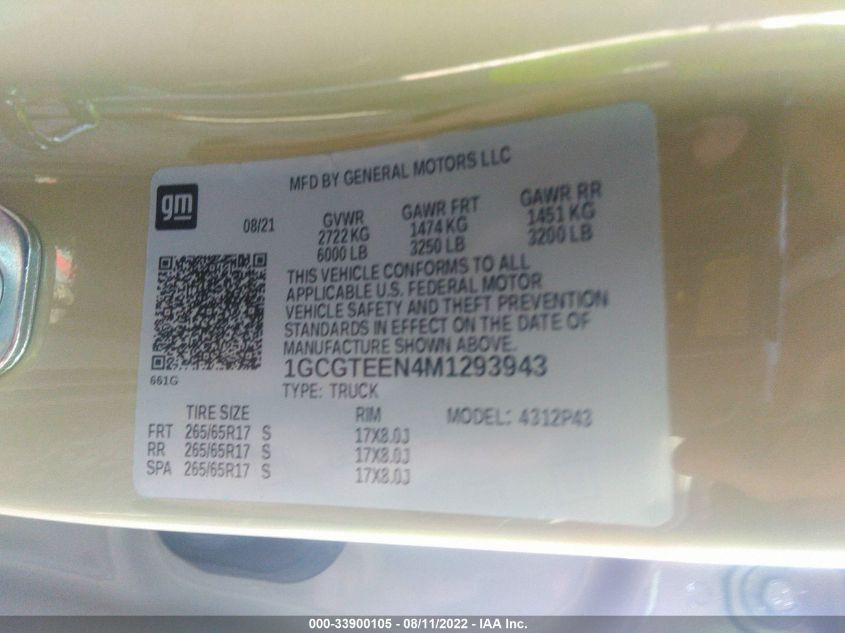 gm
MFD BY GENERAL MOTORS LLC
08/21
GVWR GAWR FRT GAWR RR
2722 KG 1474 KG 1451 KG
6000 LB 3250 LB 3200 LB
THIS VEHICLE CONFORMS TO ALL
APPLICABLE U.S. FEDERAL MOTOR
VEHICLE SAFETY AND THEFT PREVENTION
STANDARDS IN EFFECT ON THE DATE OF
MANUFACTURE SHOWN ABOVE.
661G
1GCGTEEN4M1293943
TYPE: TRUCK
TIRE SIZE RIM MODEL: 4312P43
FRT 265/65R17 S 17X8.0J
RR 265/65R17 S 17X8.0J
SPA 265/65R17 S 17X8.0J
000-33900105 - 08/11/2022 - IAA Inc.